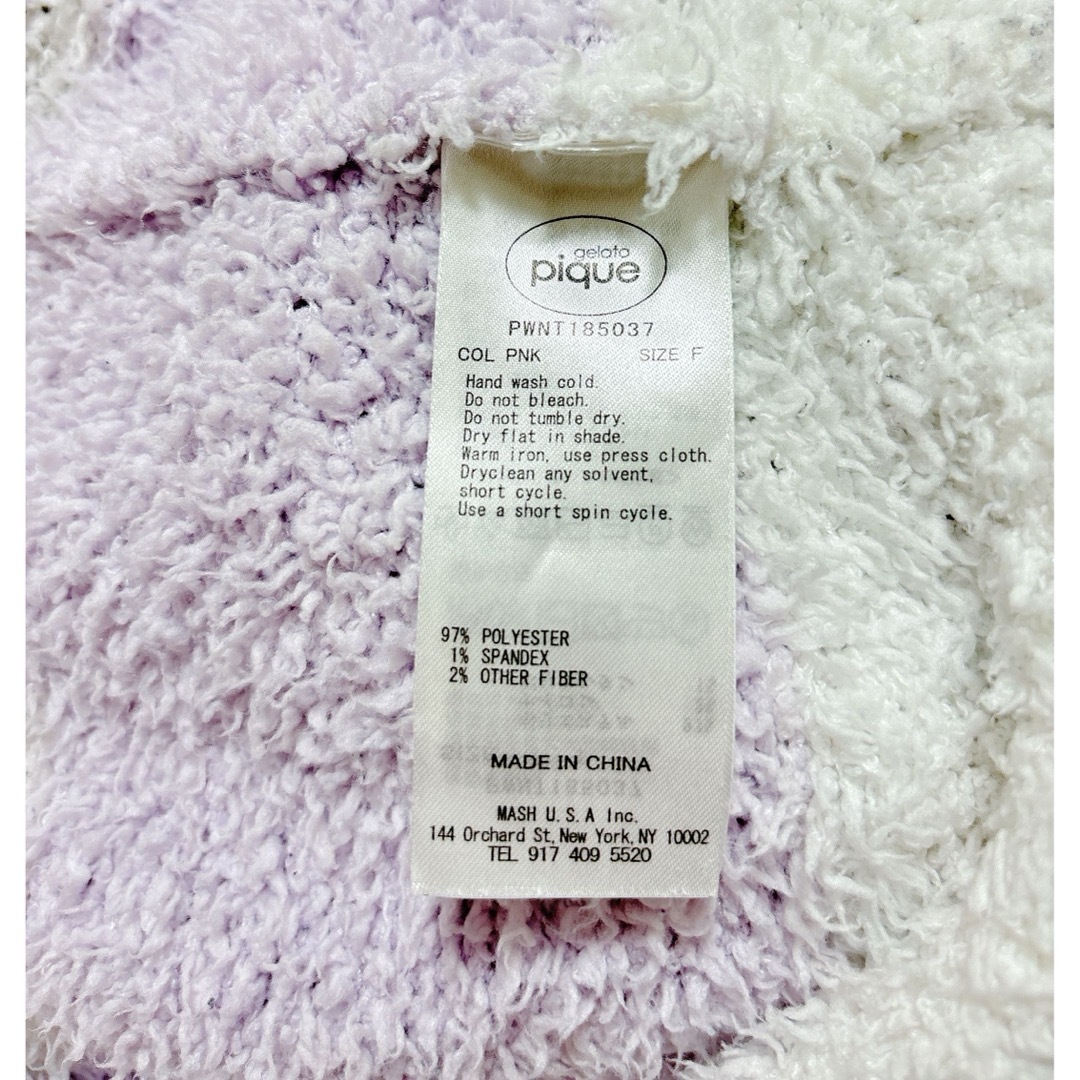 gelato
pique
PWNT185037
COL PNK SIZE F
Hand wash cold.
Do not bleach.
Do not tumble dry.
Dry flat in shade.
Warm iron, use press cloth.
Dryclean any solvent,
short cycle.
Use a short spin cycle.
97% POLYESTER
1% SPANDEX
2% OTHER FIBER
MADE IN CHINA
MASH U.S.A Inc.
144 Orchard St, New York, NY 10002
TEL 917 409 5520